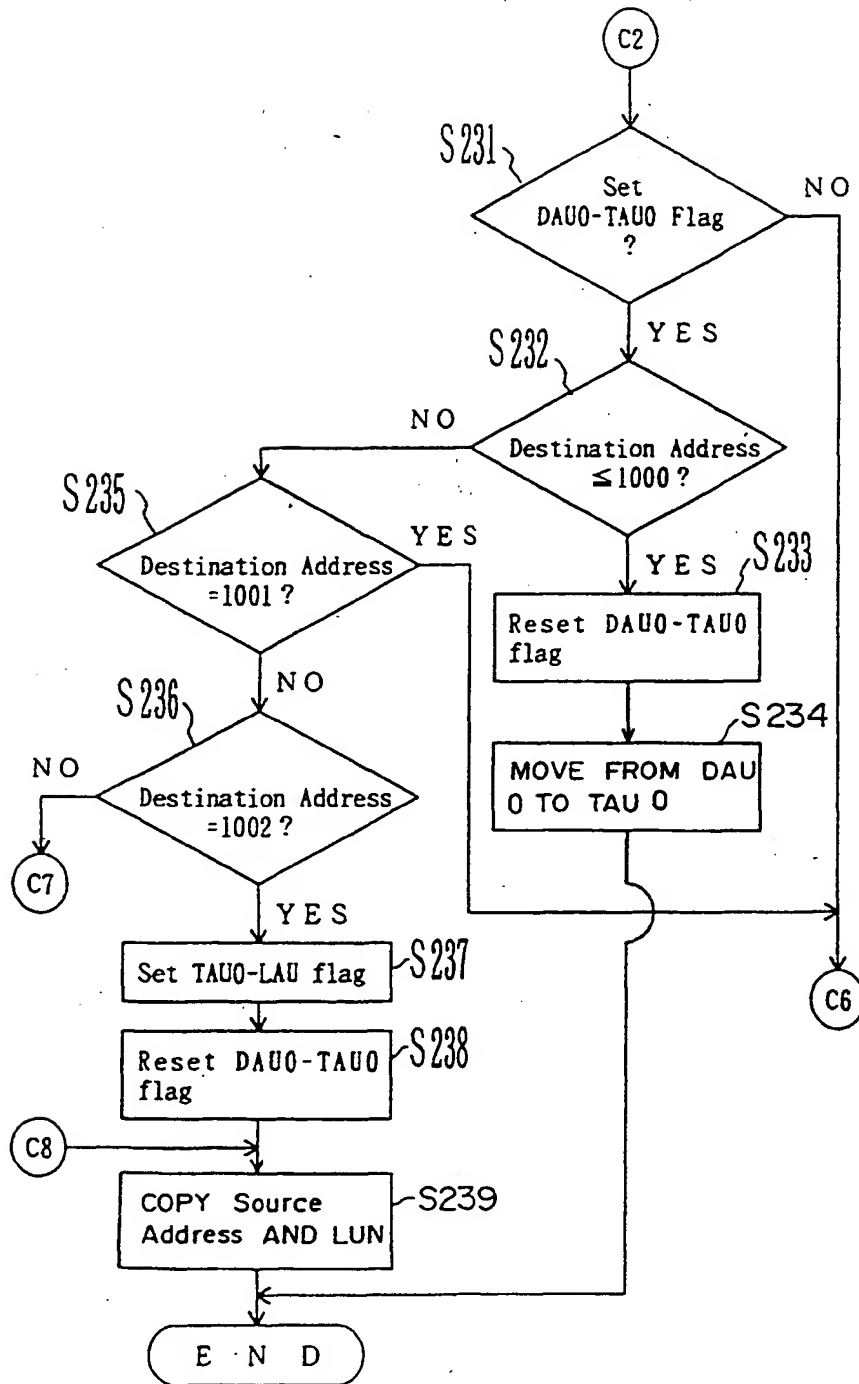 C2
S231
Set
DAU0-TAU0 Flag
?
NO
YES
S232
NO
Destination Address
≦1000?
S235
YES
Destination Address
=1001?
YES
S233
Reset DAU0-TAU0
flag
NO
S236
S234
NO
MOVE FROM DAU
0 TO TAU 0
Destination Address
=1002?
C7
YES
Set TAU0-LAU flag
S237
C6
Reset DAU0-TAU0
flag
S238
C8
COPY Source
Address AND LUN
S239
END